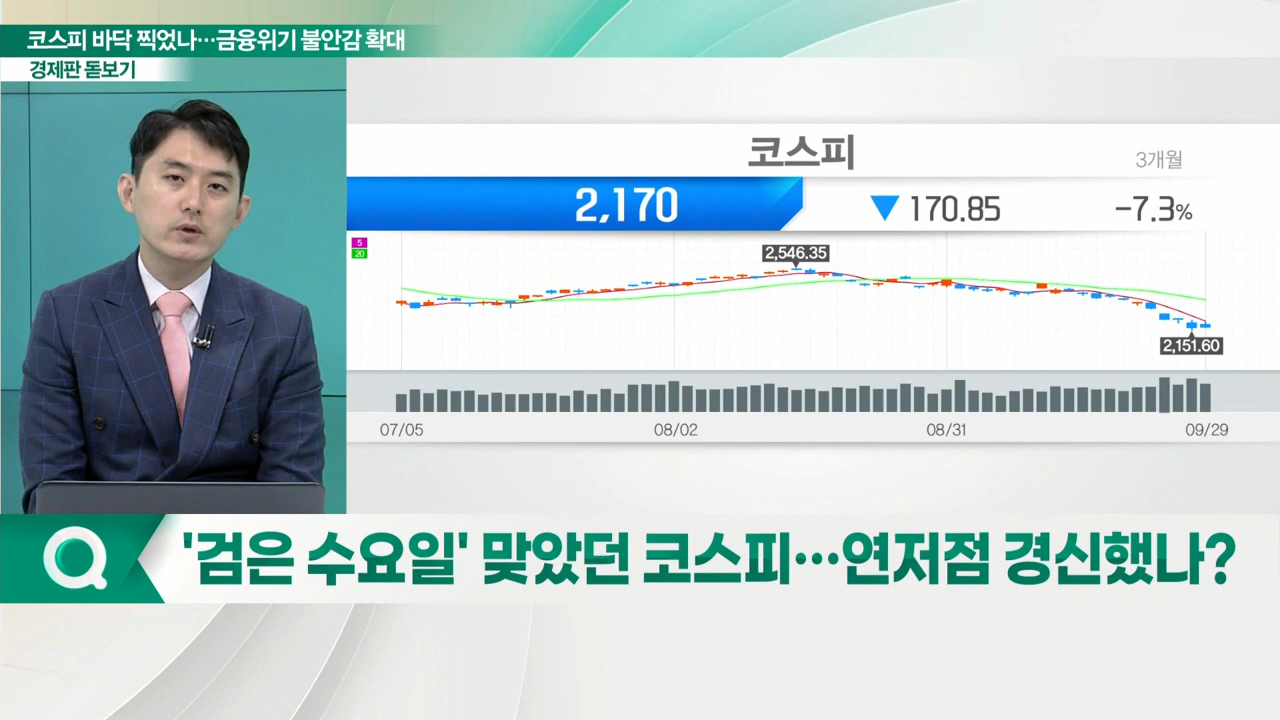 코스피 바닥 찍었나…금융위기 불안감 확대
경제판 돋보기
코스피
3개월
2,170
▼ 170.85
-7.3%
5
20
2,546.35
2,151.60
07/05
08/02
08/31
09/29
Q
'검은 수요일' 맞았던 코스피…연저점 경신했나?